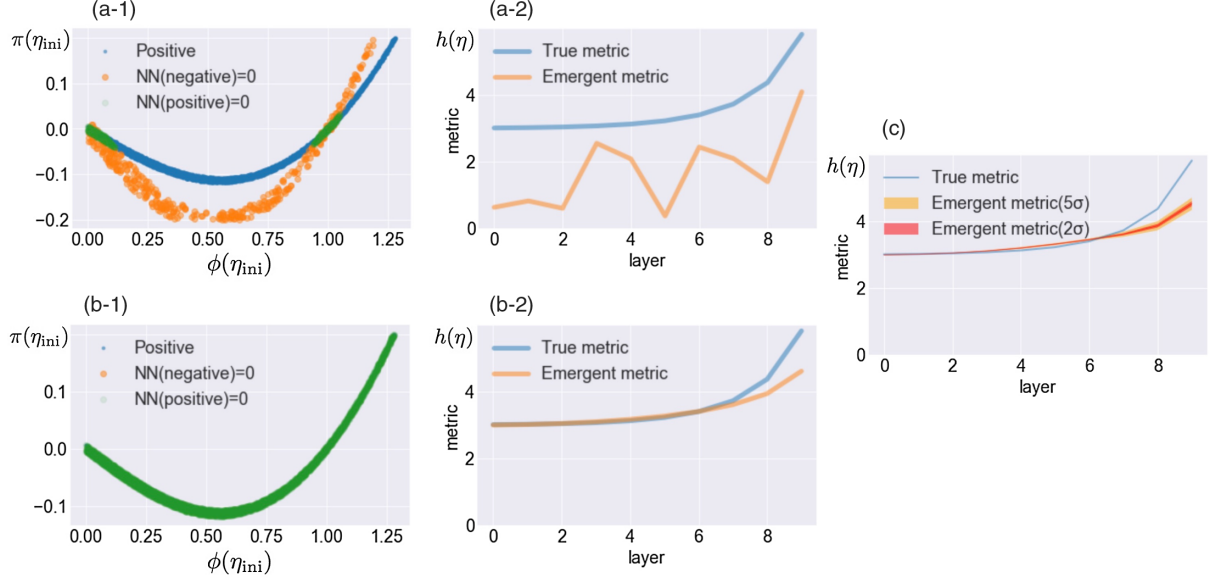 (a-1)
π(η_ini)
Positive
NN(negative)=0
NN(positive)=0
0.1
0.0
−0.1
−0.2
0.00 0.25 0.50 0.75 1.00 1.25
ϕ(η_ini)
(a-2)
h(η)
True metric
Emergent metric
metric
4
2
0
0 2 4 6 8
layer
(b-1)
π(η_ini)
Positive
NN(negative)=0
NN(positive)=0
0.1
0.0
−0.1
0.00 0.25 0.50 0.75 1.00 1.25
ϕ(η_ini)
(b-2)
h(η)
True metric
Emergent metric
metric
4
2
0
0 2 4 6 8
layer
(c)
h(η)
True metric
Emergent metric(5σ)
Emergent metric(2σ)
metric
4
2
0
0 2 4 6 8
layer